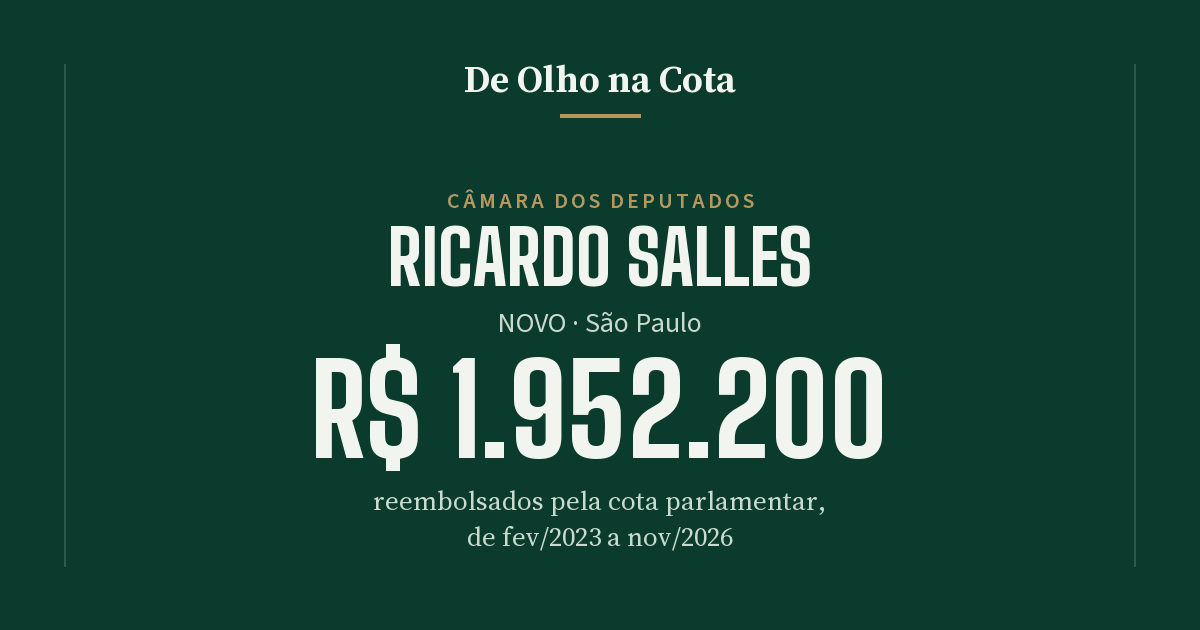 De Olho na Cota
CÂMARA DOS DEPUTADOS
RICARDO SALLES
NOVO · São Paulo
R$ 1.952.200
reembolsados pela cota parlamentar,
de fev/2023 a nov/2026